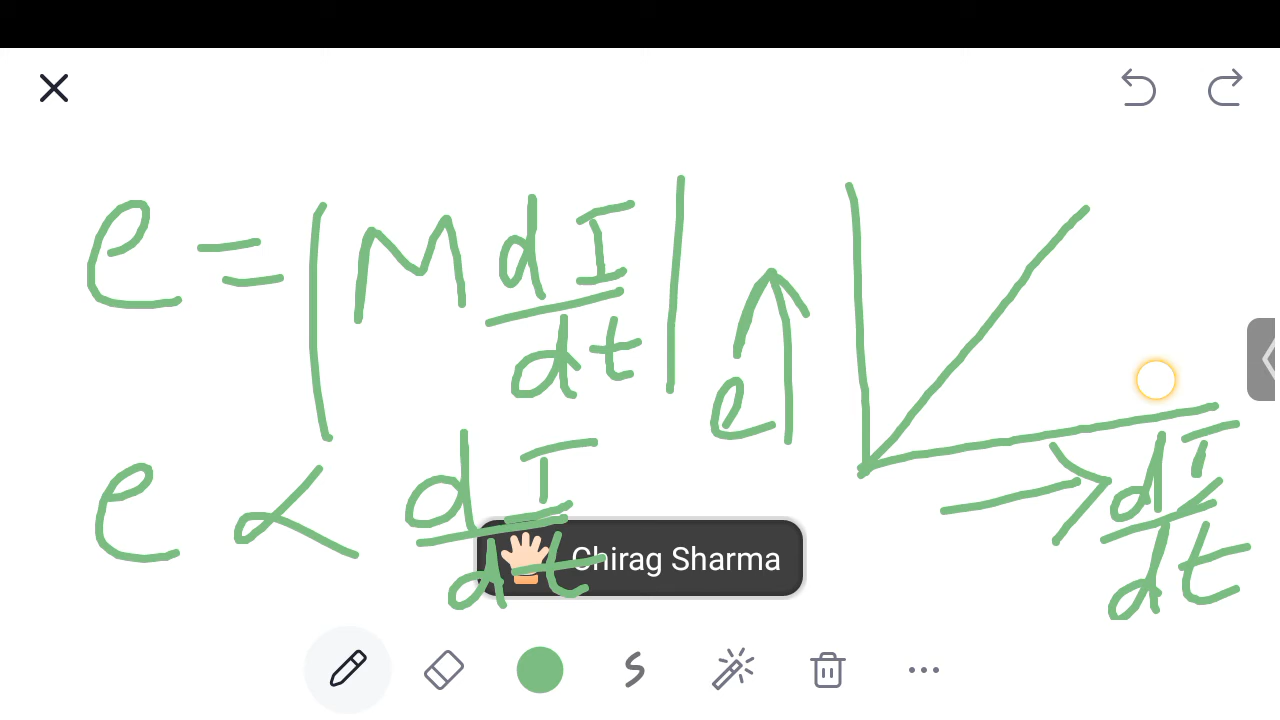 e = |M dI/dt|
e
e ∝ dI/dt
dI/dt
Chirag Sharma